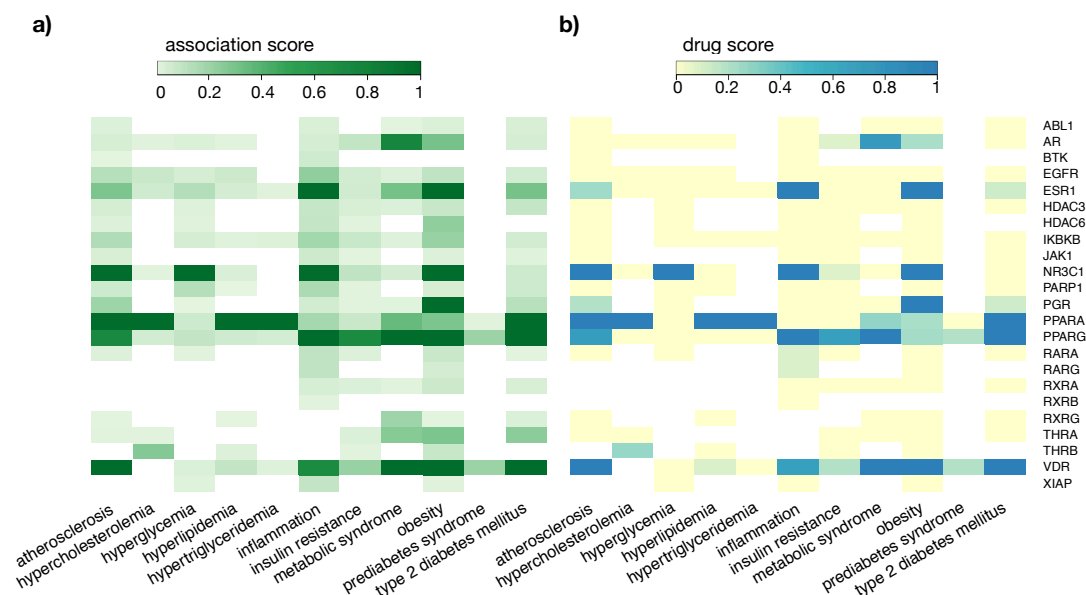 a)
association score
0 0.2 0.4 0.6 0.8 1
b)
drug score
0 0.2 0.4 0.6 0.8 1
ABL1
AR
BTK
EGFR
ESR1
HDAC3
HDAC6
IKBKB
JAK1
NR3C1
PARP1
PGR
PPARA
PPARG
RARA
RARG
RXRA
RXRB
RXRG
THRA
THRB
VDR
XIAP
atherosclerosis
hypercholesterolemia
hyperglycemia
hyperlipidemia
hypertriglyceridemia
inflammation
insulin resistance
metabolic syndrome
obesity
prediabetes syndrome
type 2 diabetes mellitus
atherosclerosis
hypercholesterolemia
hyperglycemia
hyperlipidemia
hypertriglyceridemia
inflammation
insulin resistance
metabolic syndrome
obesity
prediabetes syndrome
type 2 diabetes mellitus